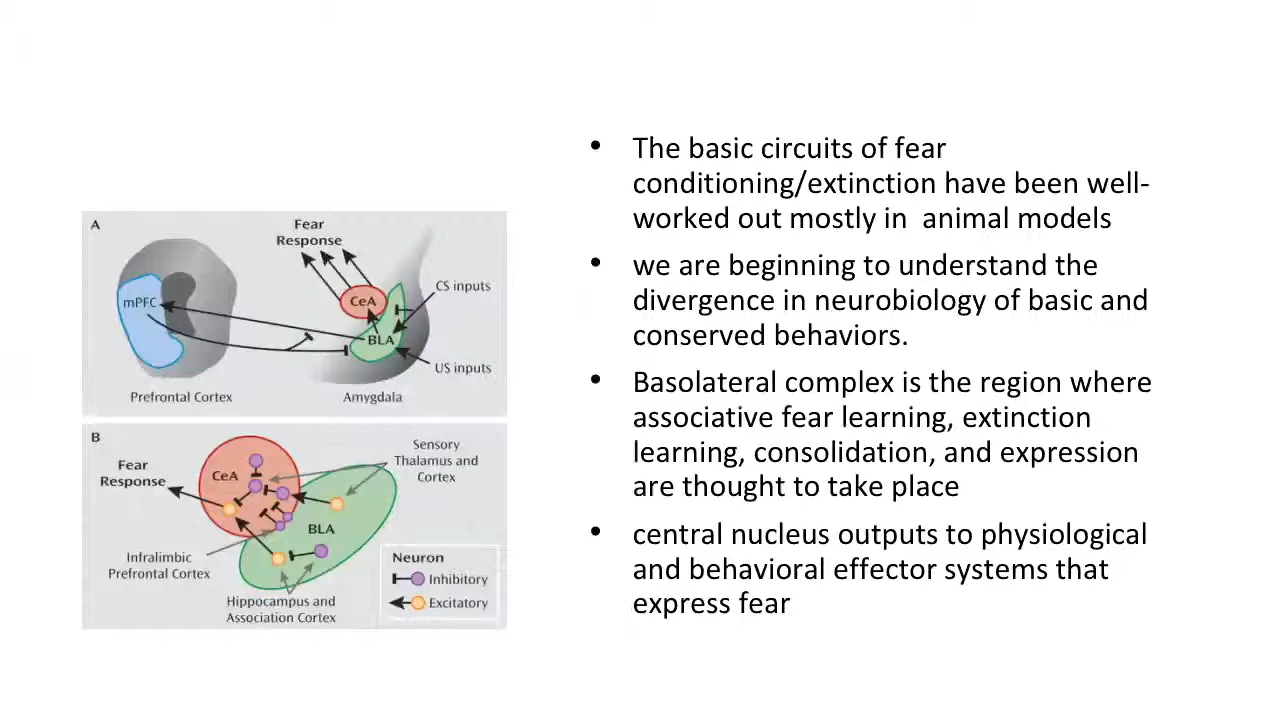 A
Fear
Response
mPFC
CeA
CS inputs
BLA
US inputs
Prefrontal Cortex
Amygdala
B
Sensory
Thalamus and
Cortex
Fear
Response
CeA
BLA
Infralimbic
Prefrontal Cortex
Neuron
Inhibitory
Excitatory
Hippocampus and
Association Cortex
• The basic circuits of fear
conditioning/extinction have been well-
worked out mostly in  animal models
• we are beginning to understand the
divergence in neurobiology of basic and
conserved behaviors.
• Basolateral complex is the region where
associative fear learning, extinction
learning, consolidation, and expression
are thought to take place
• central nucleus outputs to physiological
and behavioral effector systems that
express fear